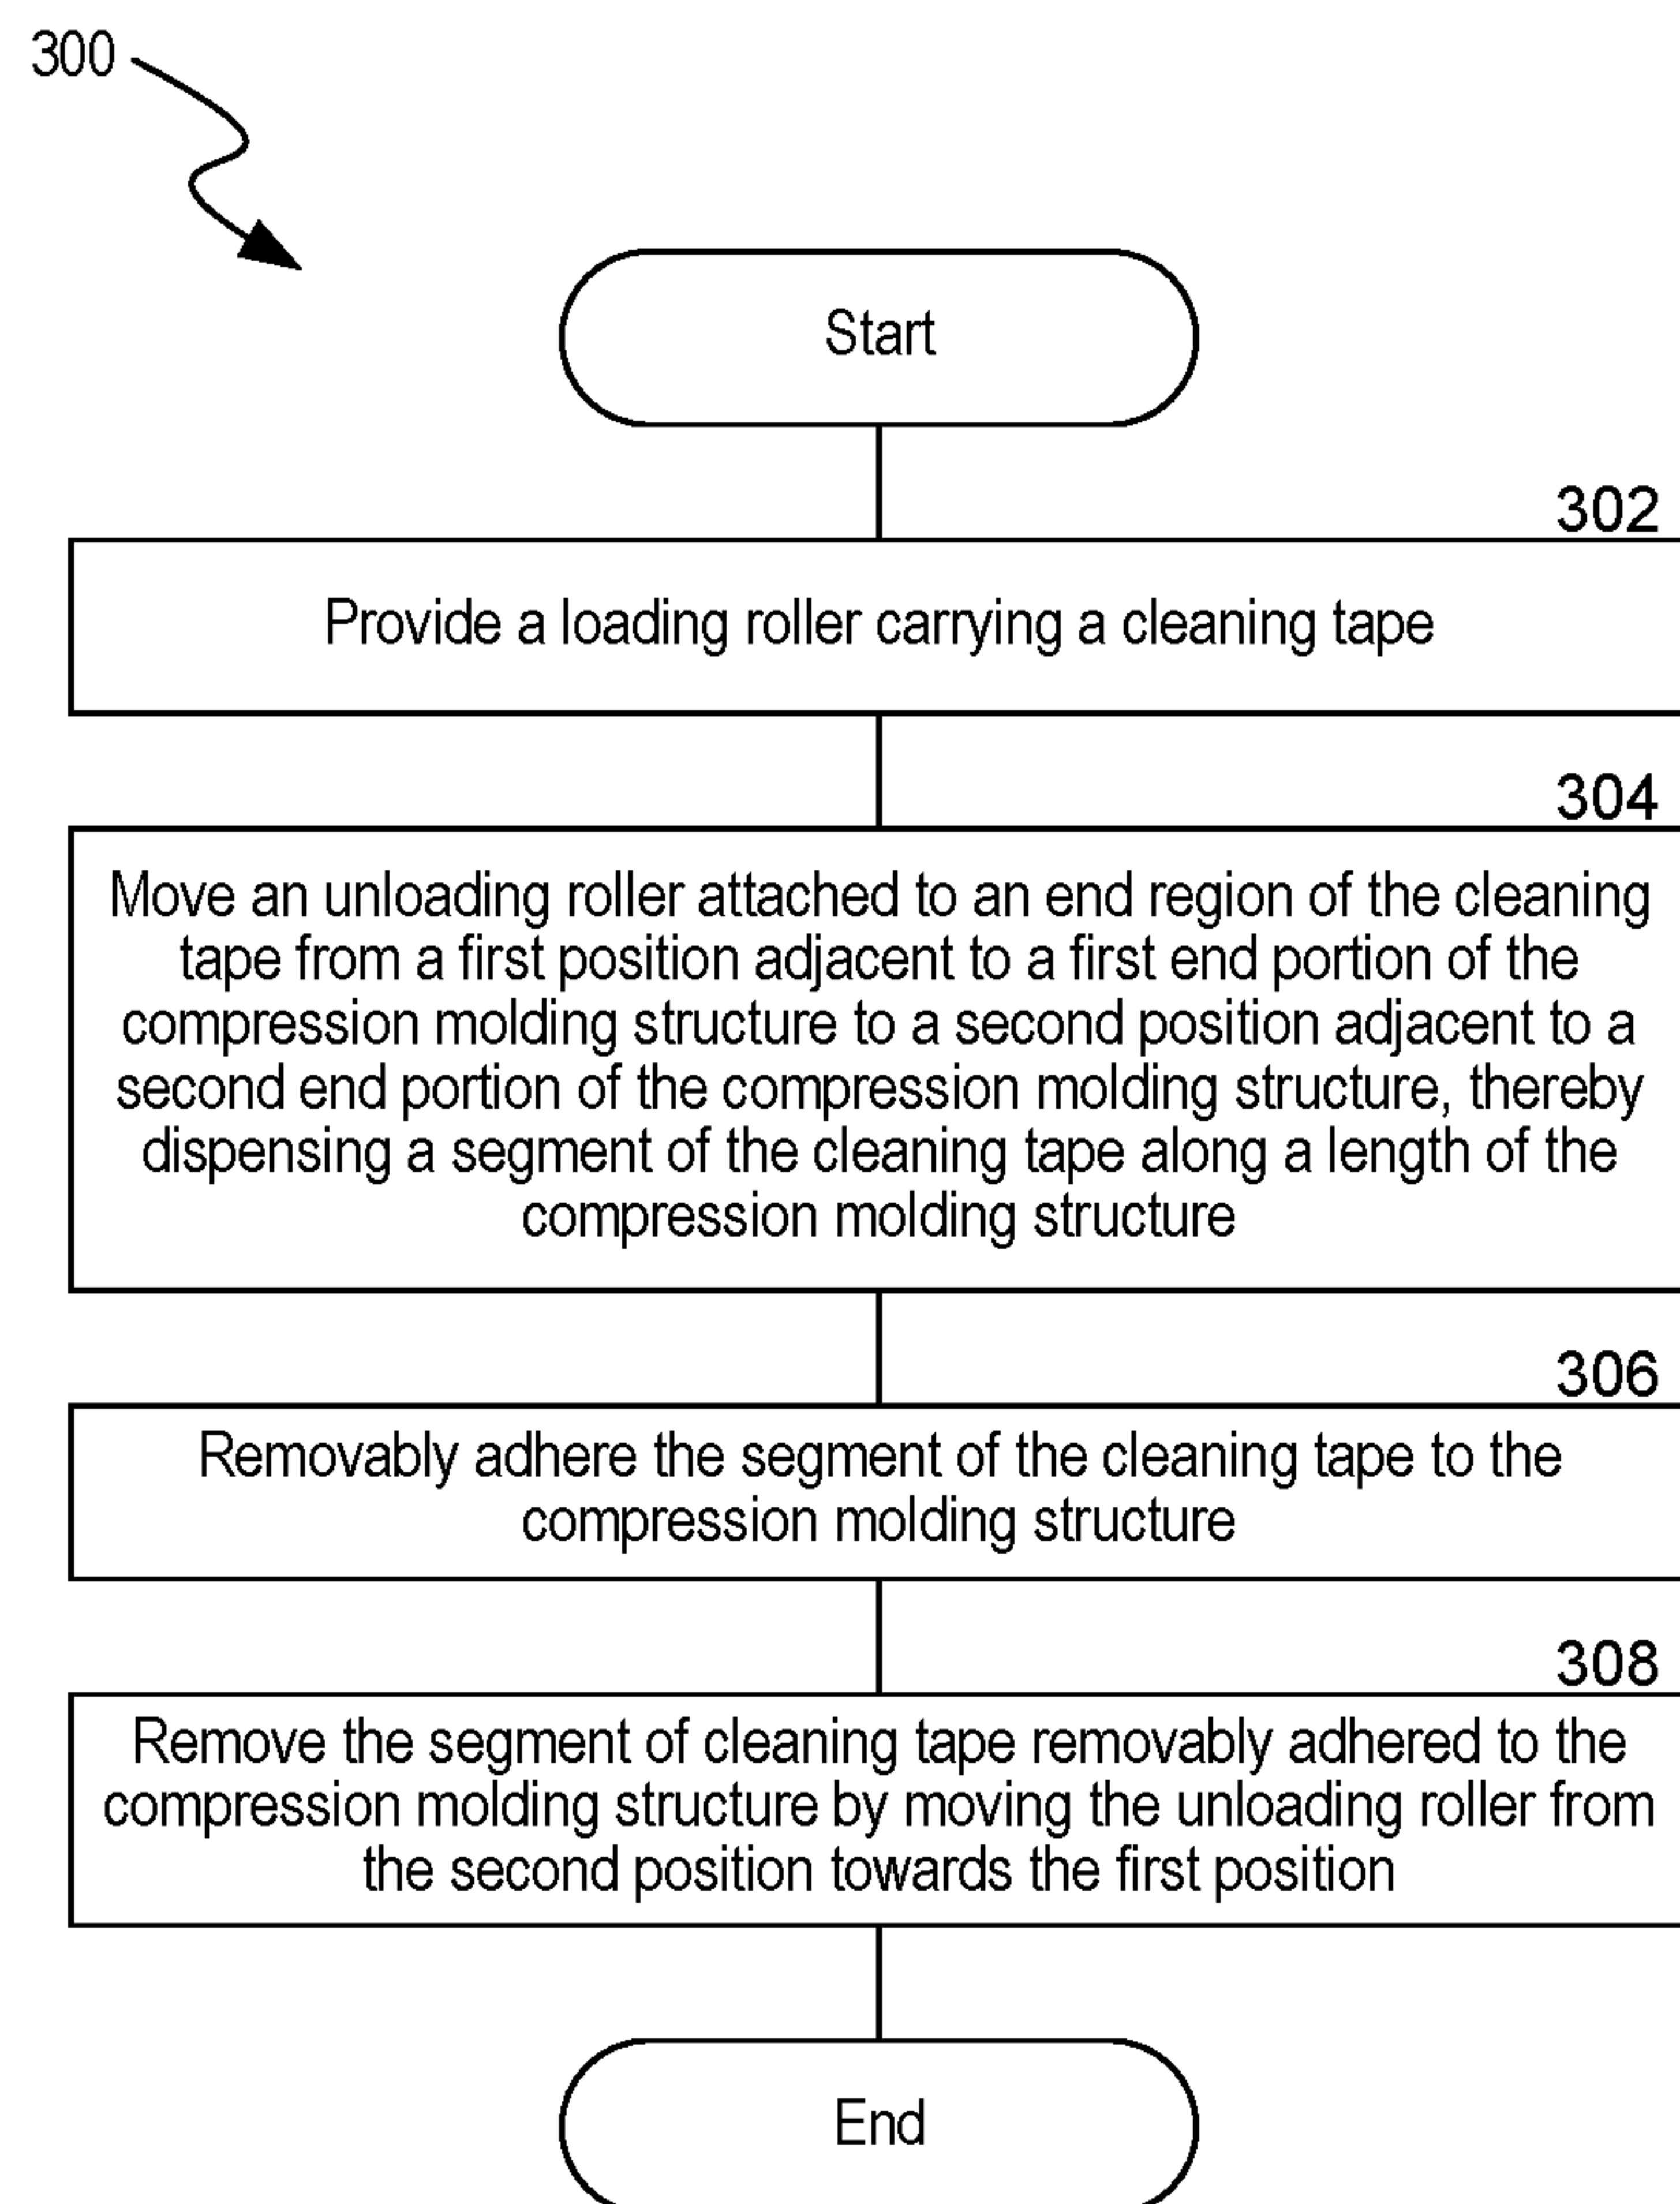 300
Start
302
Provide a loading roller carrying a cleaning tape
304
Move an unloading roller attached to an end region of the cleaning
tape from a first position adjacent to a first end portion of the
compression molding structure to a second position adjacent to a
second end portion of the compression molding structure, thereby
dispensing a segment of the cleaning tape along a length of the
compression molding structure
306
Removably adhere the segment of the cleaning tape to the
compression molding structure
308
Remove the segment of cleaning tape removably adhered to the
compression molding structure by moving the unloading roller from
the second position towards the first position
End